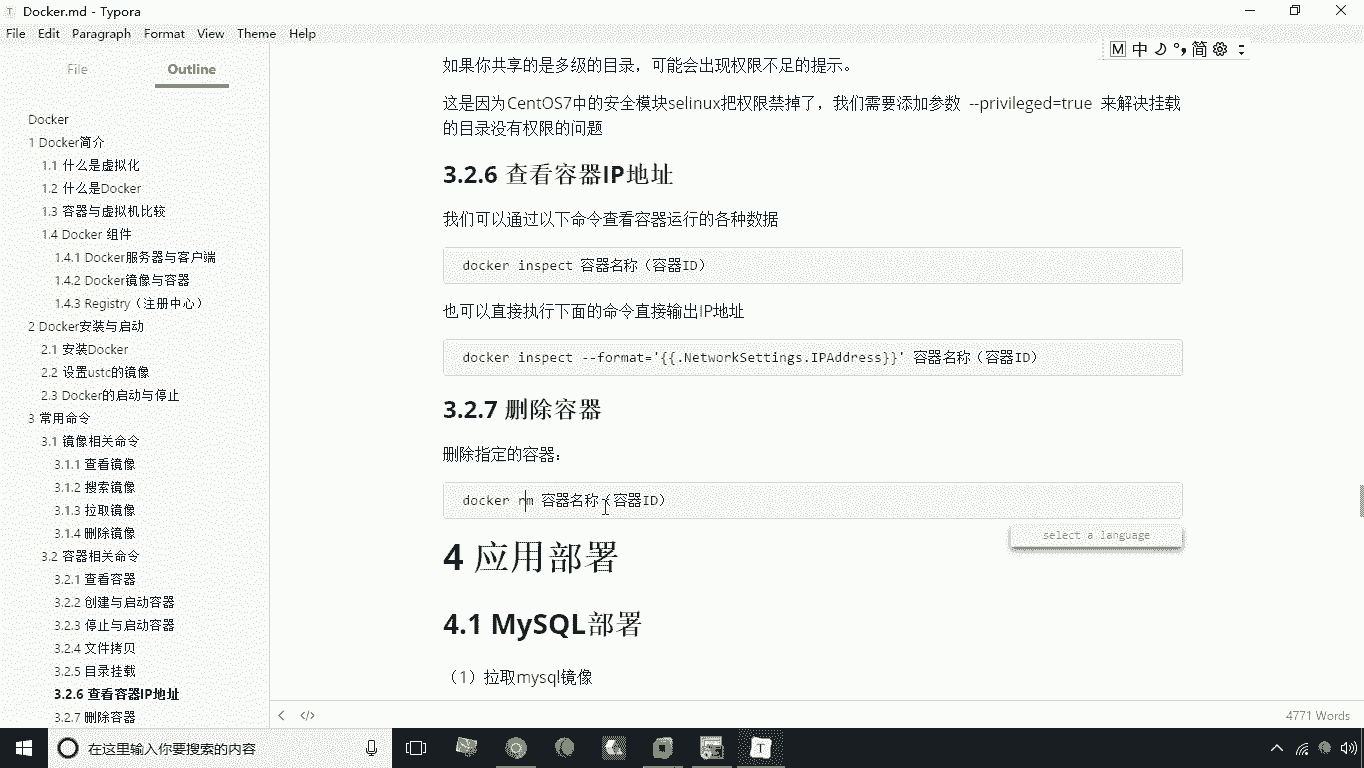 Docker.md - Typora
File Edit Paragraph Format View Theme Help
M 中 简
File Outline
Docker
1 Docker简介
1.1 什么是虚拟化
1.2 什么是Docker
1.3 容器与虚拟机比较
1.4 Docker 组件
1.4.1 Docker服务器与客户端
1.4.2 Docker镜像与容器
1.4.3 Registry（注册中心）
2 Docker安装与启动
2.1 安装Docker
2.2 设置ustc的镜像
2.3 Docker的启动与停止
3 常用命令
3.1 镜像相关命令
3.1.1 查看镜像
3.1.2 搜索镜像
3.1.3 拉取镜像
3.1.4 删除镜像
3.2 容器相关命令
3.2.1 查看容器
3.2.2 创建与启动容器
3.2.3 停止与启动容器
3.2.4 文件拷贝
3.2.5 目录挂载
3.2.6 查看容器IP地址
3.2.7 删除容器
如果你共享的是多级的目录，可能会出现权限不足的提示。
这是因为CentOS7中的安全模块selinux把权限禁掉了，我们需要添加参数 --privileged=true 来解决挂载
的目录没有权限的问题
3.2.6 查看容器IP地址
我们可以通过以下命令查看容器运行的各种数据
docker inspect 容器名称（容器ID）
也可以直接执行下面的命令直接输出IP地址
docker inspect --format='{{.NetworkSettings.IPAddress}}' 容器名称（容器ID）
3.2.7 删除容器
删除指定的容器：
docker rm 容器名称（容器ID）
select a language
4 应用部署
4.1 MySQL部署
（1）拉取mysql镜像
4771 Words
在这里输入你要搜索的内容
T